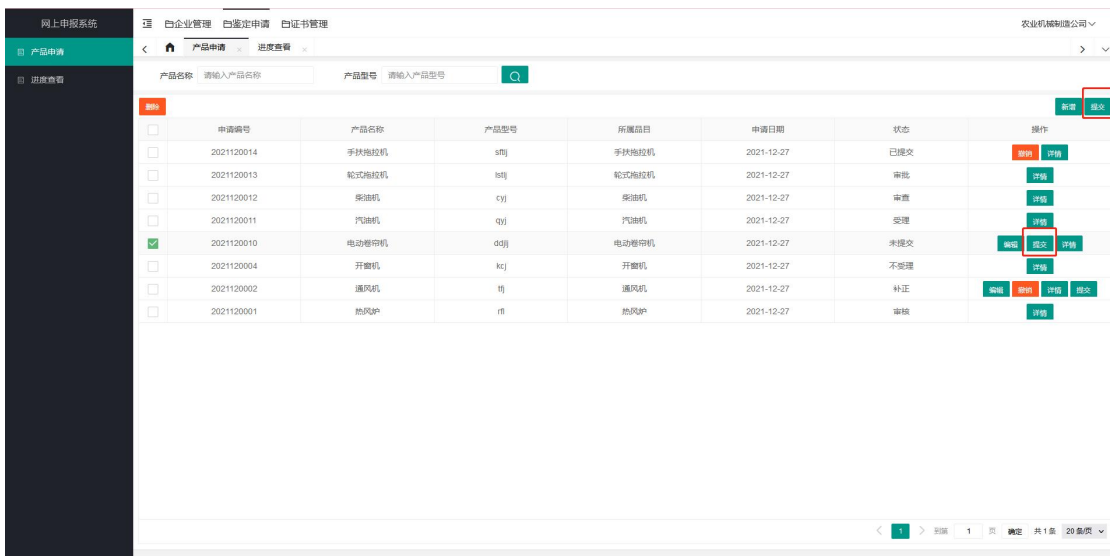 网上申报系统 企业管理 鉴定申请 证书管理 农业机械制造公司
产品申请 产品申请 进度查看
进度查看 产品名称 请输入产品名称 产品型号 请输入产品型号
删除 新增 提交
申请编号 产品名称 产品型号 所属品目 申请日期 状态 操作
2021120014 手扶拖拉机 sftlj 手扶拖拉机 2021-12-27 已提交 撤销 详情
2021120013 轮式拖拉机 lstlj 轮式拖拉机 2021-12-27 审批 详情
2021120012 柴油机 cyj 柴油机 2021-12-27 审查 详情
2021120011 汽油机 qyj 汽油机 2021-12-27 受理 详情
2021120010 电动卷帘机 ddjlj 电动卷帘机 2021-12-27 未提交 编辑 提交 详情
2021120004 开窗机 kcj 开窗机 2021-12-27 不受理 详情
2021120002 通风机 tfj 通风机 2021-12-27 补正 编辑 撤销 详情 提交
2021120001 热风炉 rfl 热风炉 2021-12-27 审核 详情
1 到第 1 页 确定 共1条 20条/页